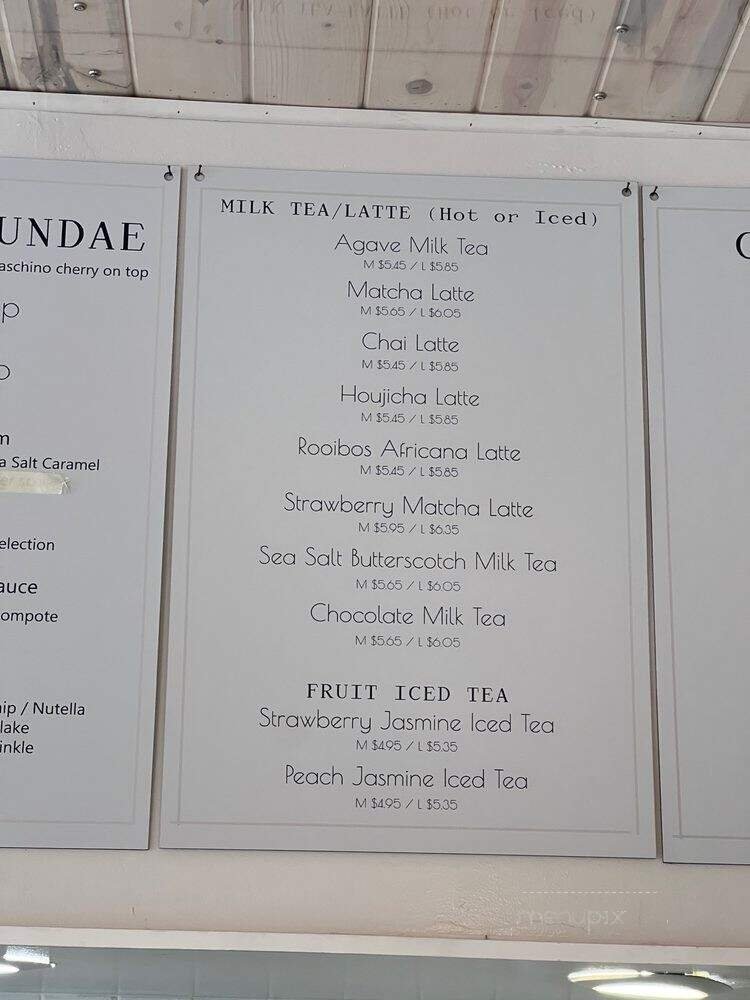 UNDAE
aschino cherry on top
p
o
m
a Salt Caramel
election
auce
ompote
ip / Nutella
lake
inkle
MILK TEA/LATTE (Hot or Iced)
Agave Milk Tea
M $5.45 / L $5.85
Matcha Latte
M $5.65 / L $6.05
Chai Latte
M $5.45 / L $5.85
Houjicha Latte
M $5.45 / L $5.85
Rooibos Africana Latte
M $5.45 / L $5.85
Strawberry Matcha Latte
M $5.95 / L $6.35
Sea Salt Butterscotch Milk Tea
M $5.65 / L $6.05
Chocolate Milk Tea
M $5.65 / L $6.05
FRUIT ICED TEA
Strawberry Jasmine Iced Tea
M $4.95 / L $5.35
Peach Jasmine Iced Tea
M $4.95 / L $5.35
menupix